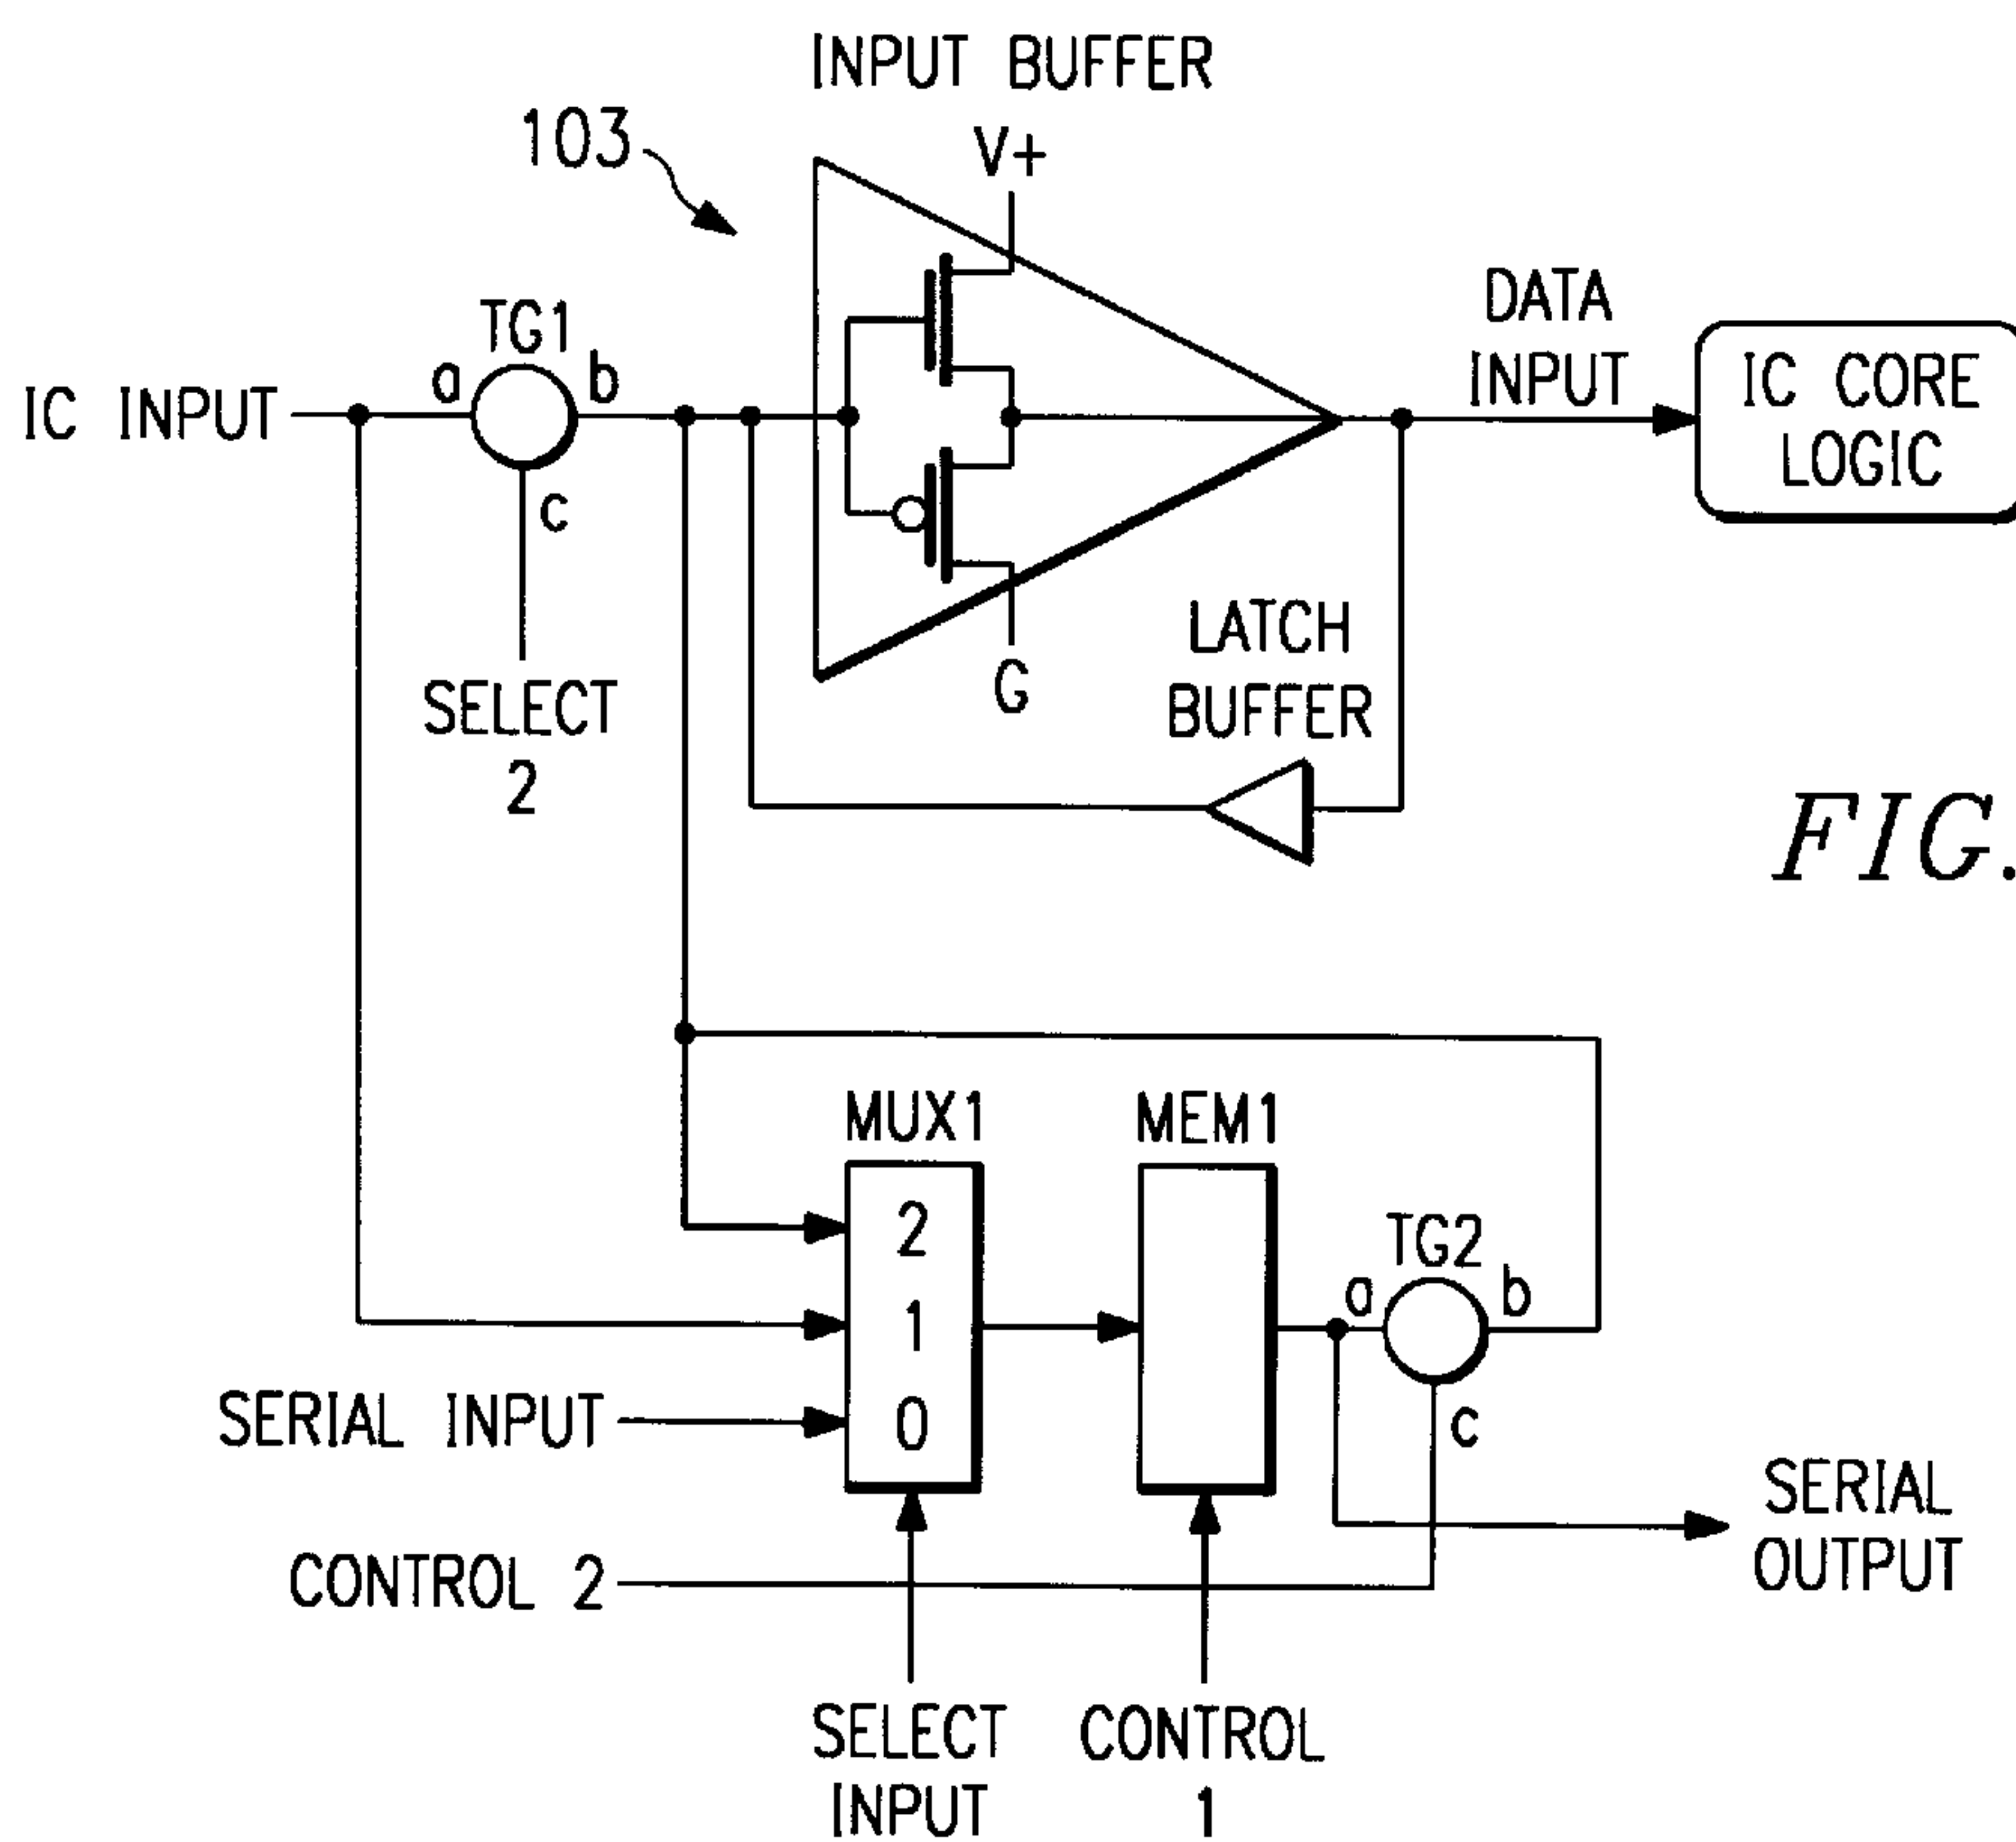 INPUT BUFFER
103
V+
TG1
a
b
c
IC INPUT
DATA
INPUT
IC CORE
LOGIC
SELECT
2
G
LATCH
BUFFER
FIG.
MUX1
MEM1
2
1
0
TG2
a
b
c
SERIAL INPUT
SERIAL
OUTPUT
CONTROL 2
SELECT
INPUT
CONTROL
1